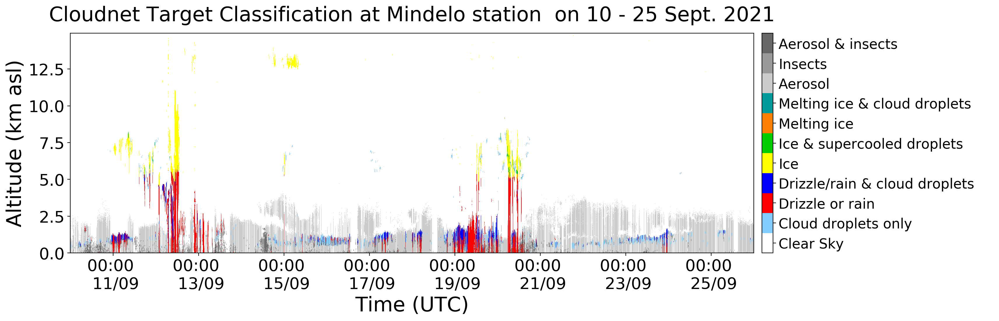 Cloudnet Target Classification at Mindelo station  on 10 - 25 Sept. 2021
Altitude (km asl)
12.5
10.0
7.5
5.0
2.5
0.0
00:00 00:00 00:00 00:00 00:00 00:00 00:00 00:00
11/09 13/09 15/09 17/09 19/09 21/09 23/09 25/09
Time (UTC)
Aerosol & insects
Insects
Aerosol
Melting ice & cloud droplets
Melting ice
Ice & supercooled droplets
Ice
Drizzle/rain & cloud droplets
Drizzle or rain
Cloud droplets only
Clear Sky